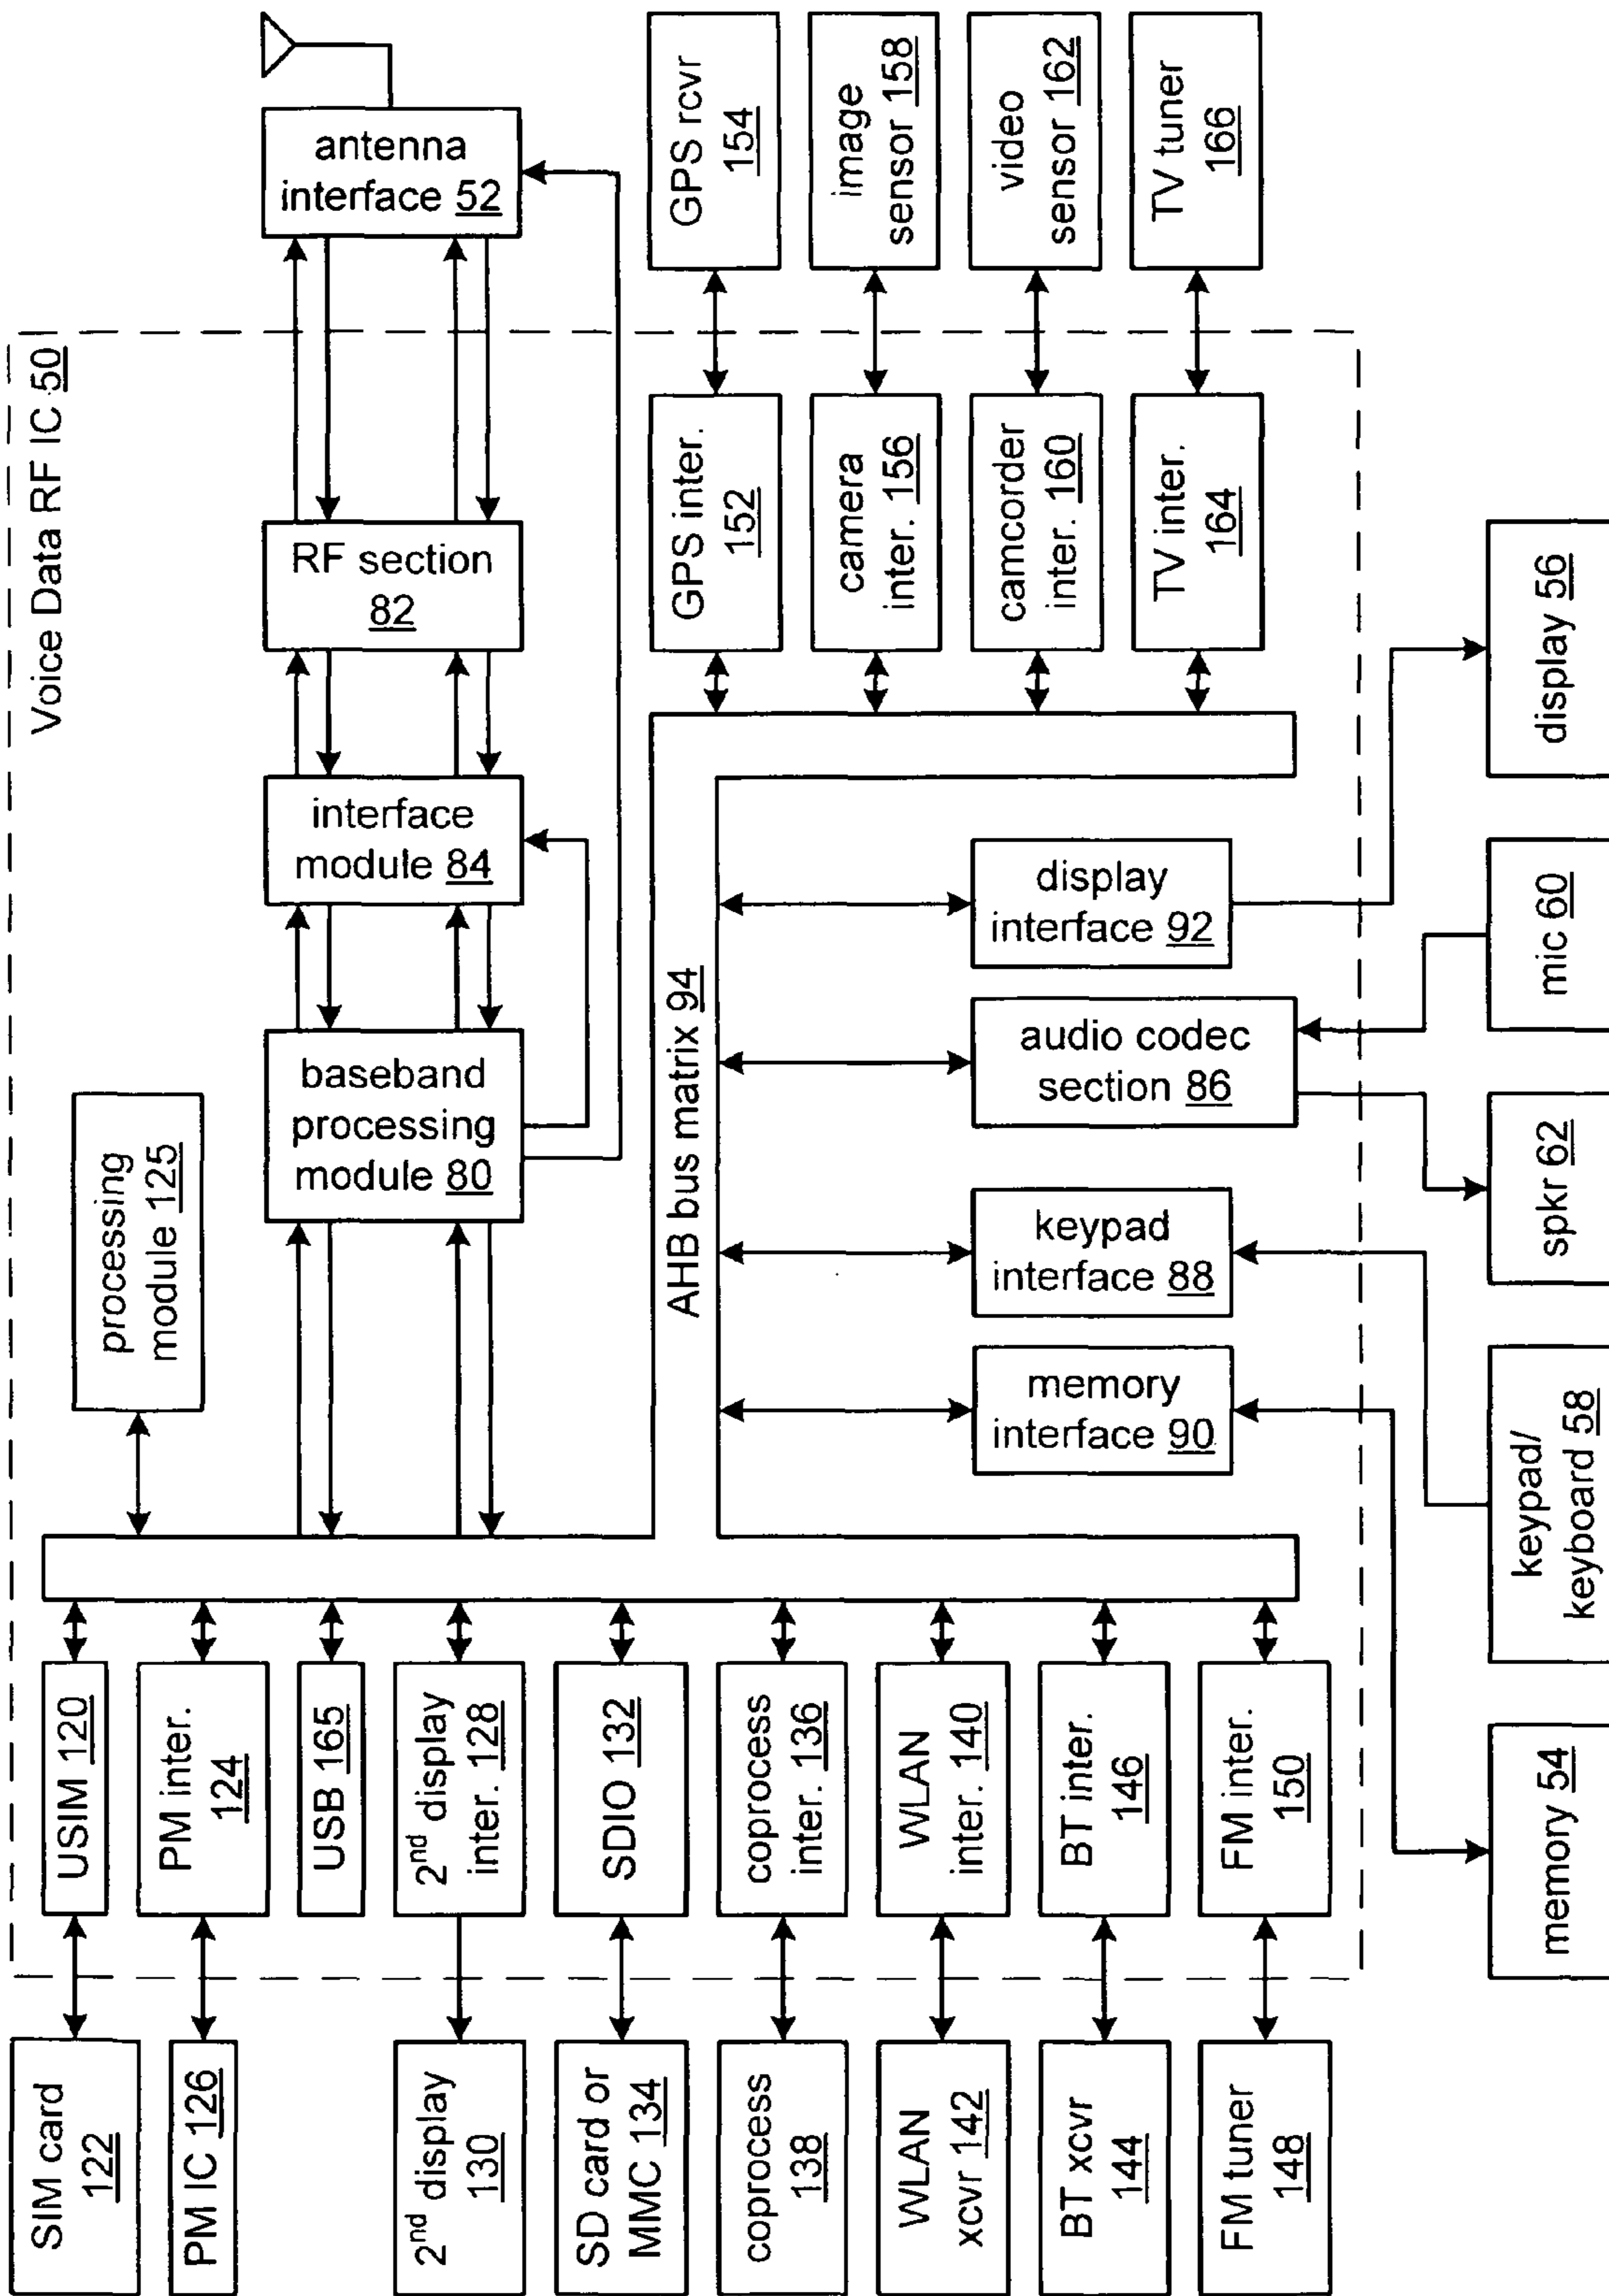 Voice Data RF IC 50
antenna
interface 52
RF section
82
interface
module 84
baseband
processing
module 80
processing
module 125
AHB bus matrix 94
GPS rcvr
154
image
sensor 158
video
sensor 162
TV tuner
166
GPS inter.
152
camera
inter. 156
camcorder
inter. 160
TV inter.
164
display
interface 92
audio codec
section 86
keypad
interface 88
memory
interface 90
display 56
mic 60
spkr 62
keypad/
keyboard 58
memory 54
USIM 120
PM inter.
124
USB 165
2nd display
inter. 128
SDIO 132
coprocess
inter. 136
WLAN
inter. 140
BT inter.
146
FM inter.
150
SIM card
122
PM IC 126
2nd display
130
SD card or
MMC 134
coprocess
138
WLAN
xcvr 142
BT xcvr
144
FM tuner
148